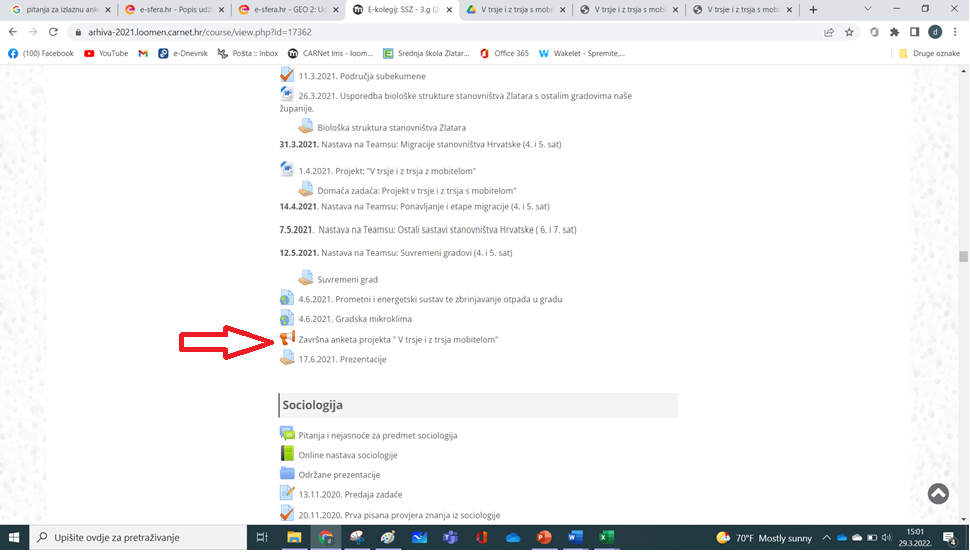 pitanja za izlaznu ank
e-sfera.hr - Popis udž
e-sfera.hr - GEO 2: Ud
E-kolegij: SSZ - 3.g (2
V trsje i z trsja s mobit
V trsje i z trsja s mobil
V trsje i z trsja s mobil
arhiva-2021.loomen.carnet.hr/course/view.php?id=17362
d
(100) Facebook
YouTube
e-Dnevnik
Pošta :: Inbox
CARNet lms - loom...
Srednja škola Zlatar...
Office 365
Wakelet - Spremite,...
Druge oznake
11.3.2021. Područja subekumene
26.3.2021. Usporedba biološke strukture stanovništva Zlatara s ostalim gradovima naše
županije.
Biološka struktura stanovništva Zlatara
31.3.2021. Nastava na Teamsu: Migracije stanovništva Hrvatske (4. i 5. sat)
1.4.2021. Projekt: "V trsje i z trsja z mobitelom"
Domaća zadaća: Projekt v trsje i z trsja s mobitelom"
14.4.2021. Nastava na Teamsu: Ponavljanje i etape migracije (4. i 5. sat)
7.5.2021. Nastava na Teamsu: Ostali sastavi stanovništva Hrvatske ( 6. i 7. sat)
12.5.2021. Nastava na Teamsu: Suvremeni gradovi (4. i 5. sat)
Suvremeni grad
4.6.2021. Prometni i energetski sustav te zbrinjavanje otpada u gradu
4.6.2021. Gradska mikroklima
Završna anketa projekta " V trsje i z trsja mobitelom"
17.6.2021. Prezentacije
Sociologija
Pitanja i nejasnoće za predmet sociologija
Online nastava sociologije
Održane prezentacije
13.11.2020. Predaja zadaće
20.11.2020. Prva pisana provjera znanja iz sociologije
Upišite ovdje za pretraživanje
70°F Mostly sunny
15:01
29.3.2022.
4